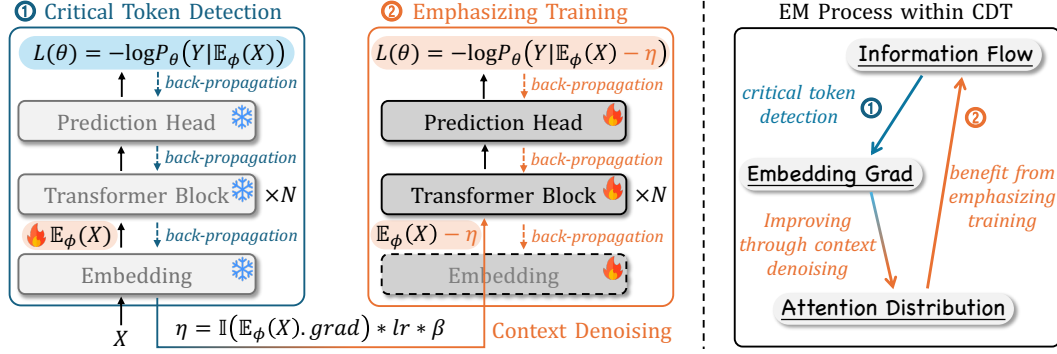 ① Critical Token Detection
L(θ) = −logP_θ(Y|𝔼_ϕ(X))
back-propagation
Prediction Head
back-propagation
Transformer Block
×N
𝔼_ϕ(X)
back-propagation
Embedding
X
η = 𝕀(𝔼_ϕ(X).grad) * lr * β
Context Denoising
② Emphasizing Training
L(θ) = −logP_θ(Y|𝔼_ϕ(X) − η)
back-propagation
Prediction Head
back-propagation
Transformer Block
×N
𝔼_ϕ(X) − η
back-propagation
Embedding
EM Process within CDT
Information Flow
critical token
detection
①
②
Embedding Grad
benefit from
emphasizing
training
Improving
through context
denoising
Attention Distribution